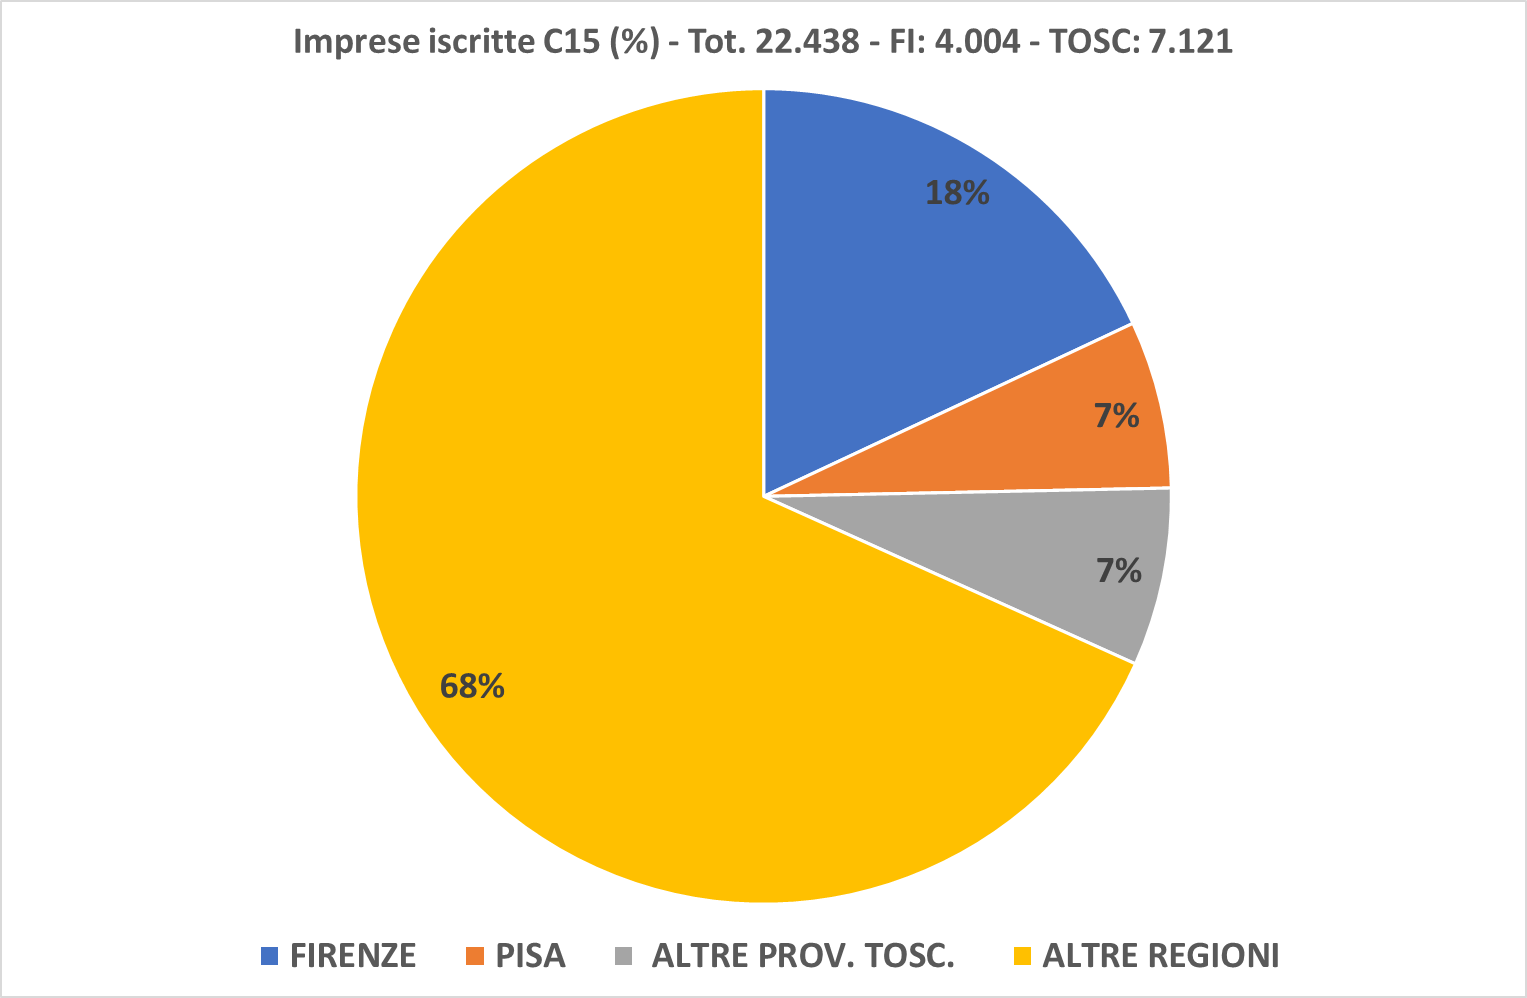 Imprese iscritte C15 (%) - Tot. 22.438 - FI: 4.004 - TOSC: 7.121
18%
7%
7%
68%
FIRENZE PISA ALTRE PROV. TOSC. ALTRE REGIONI